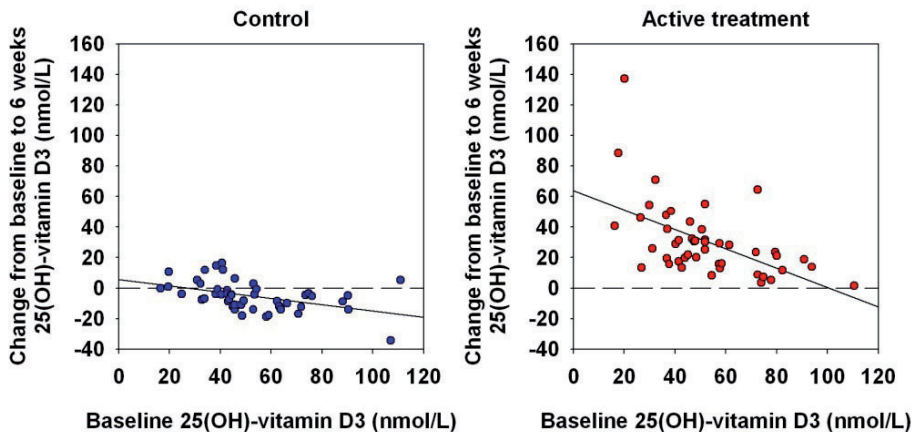 Control
Change from baseline to 6 weeks
25(OH)-vitamin D3 (nmol/L)
160
140
120
100
80
60
40
20
0
-20
-40
0 20 40 60 80 100 120
Baseline 25(OH)-vitamin D3 (nmol/L)
Active treatment
Change from baseline to 6 weeks
25(OH)-vitamin D3 (nmol/L)
160
140
120
100
80
60
40
20
0
-20
-40
0 20 40 60 80 100 120
Baseline 25(OH)-vitamin D3 (nmol/L)